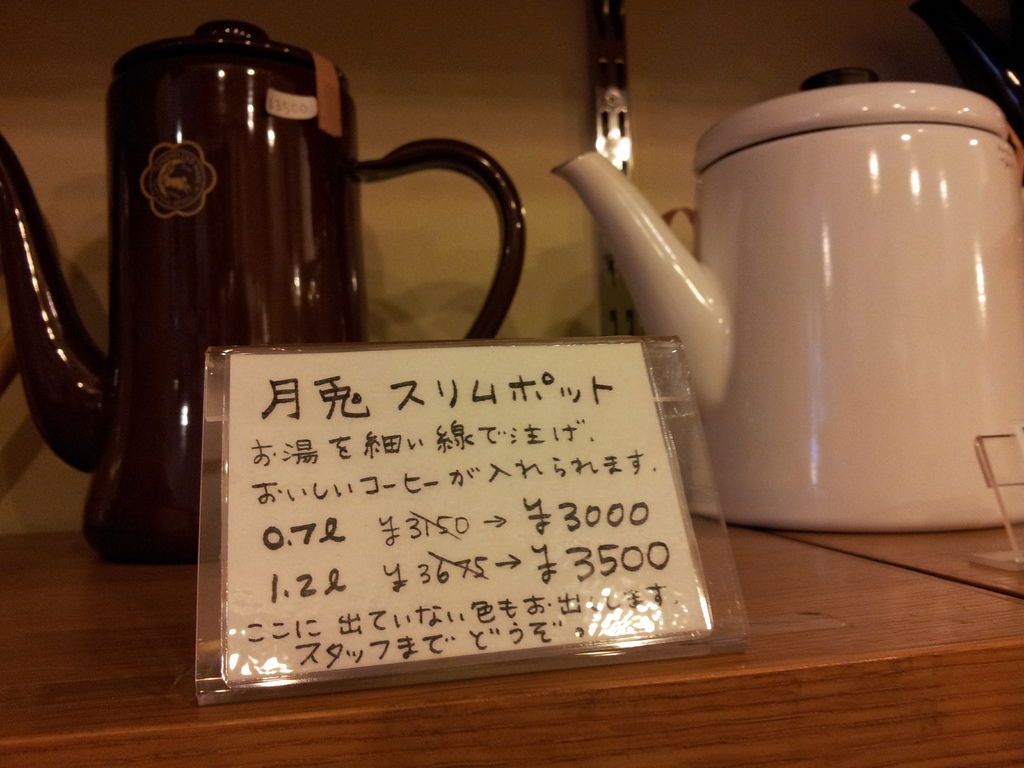 ¥3500
月兎 スリムポット
お湯を細い線で注げ、
おいしいコーヒーが入れられます。
0.7ℓ ¥3150 → ¥3000
1.2ℓ ¥3675 → ¥3500
ここに出ていない色もお出しします。
スタッフまでどうぞ。